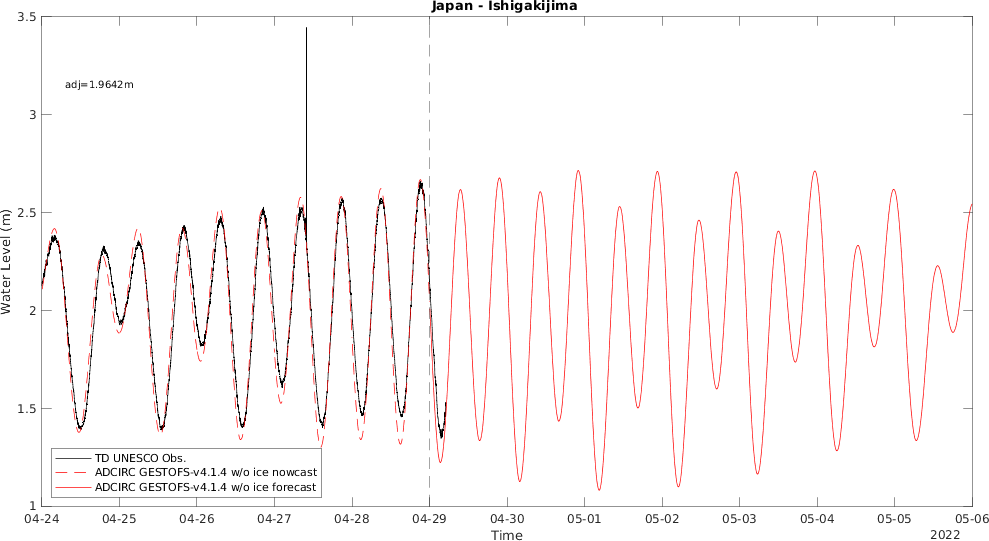 Japan - Ishigakijima
3.5
adj=1.9642m
3
2.5
Water Level (m)
2
1.5
TD UNESCO Obs.
ADCIRC GESTOFS-v4.1.4 w/o ice nowcast
ADCIRC GESTOFS-v4.1.4 w/o ice forecast
1
04-24 04-25 04-26 04-27 04-28 04-29 04-30 05-01 05-02 05-03 05-04 05-05 05-06
Time
2022